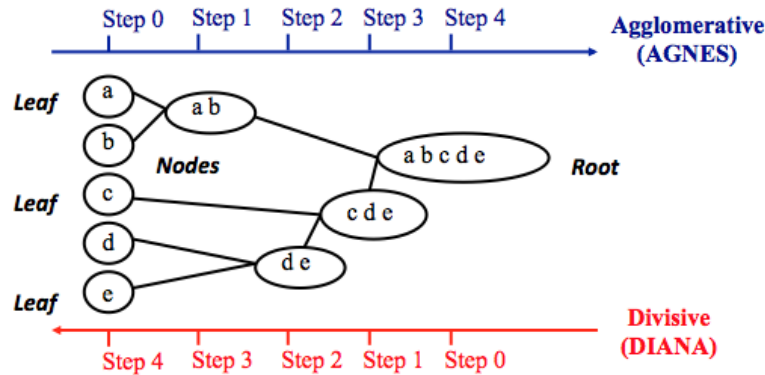 Step 0 Step 1 Step 2 Step 3 Step 4
Agglomerative
(AGNES)
Leaf
a
a b
b
Nodes
a b c d e
Root
Leaf
c
c d e
d
d e
Leaf
e
Divisive
(DIANA)
Step 4 Step 3 Step 2 Step 1 Step 0